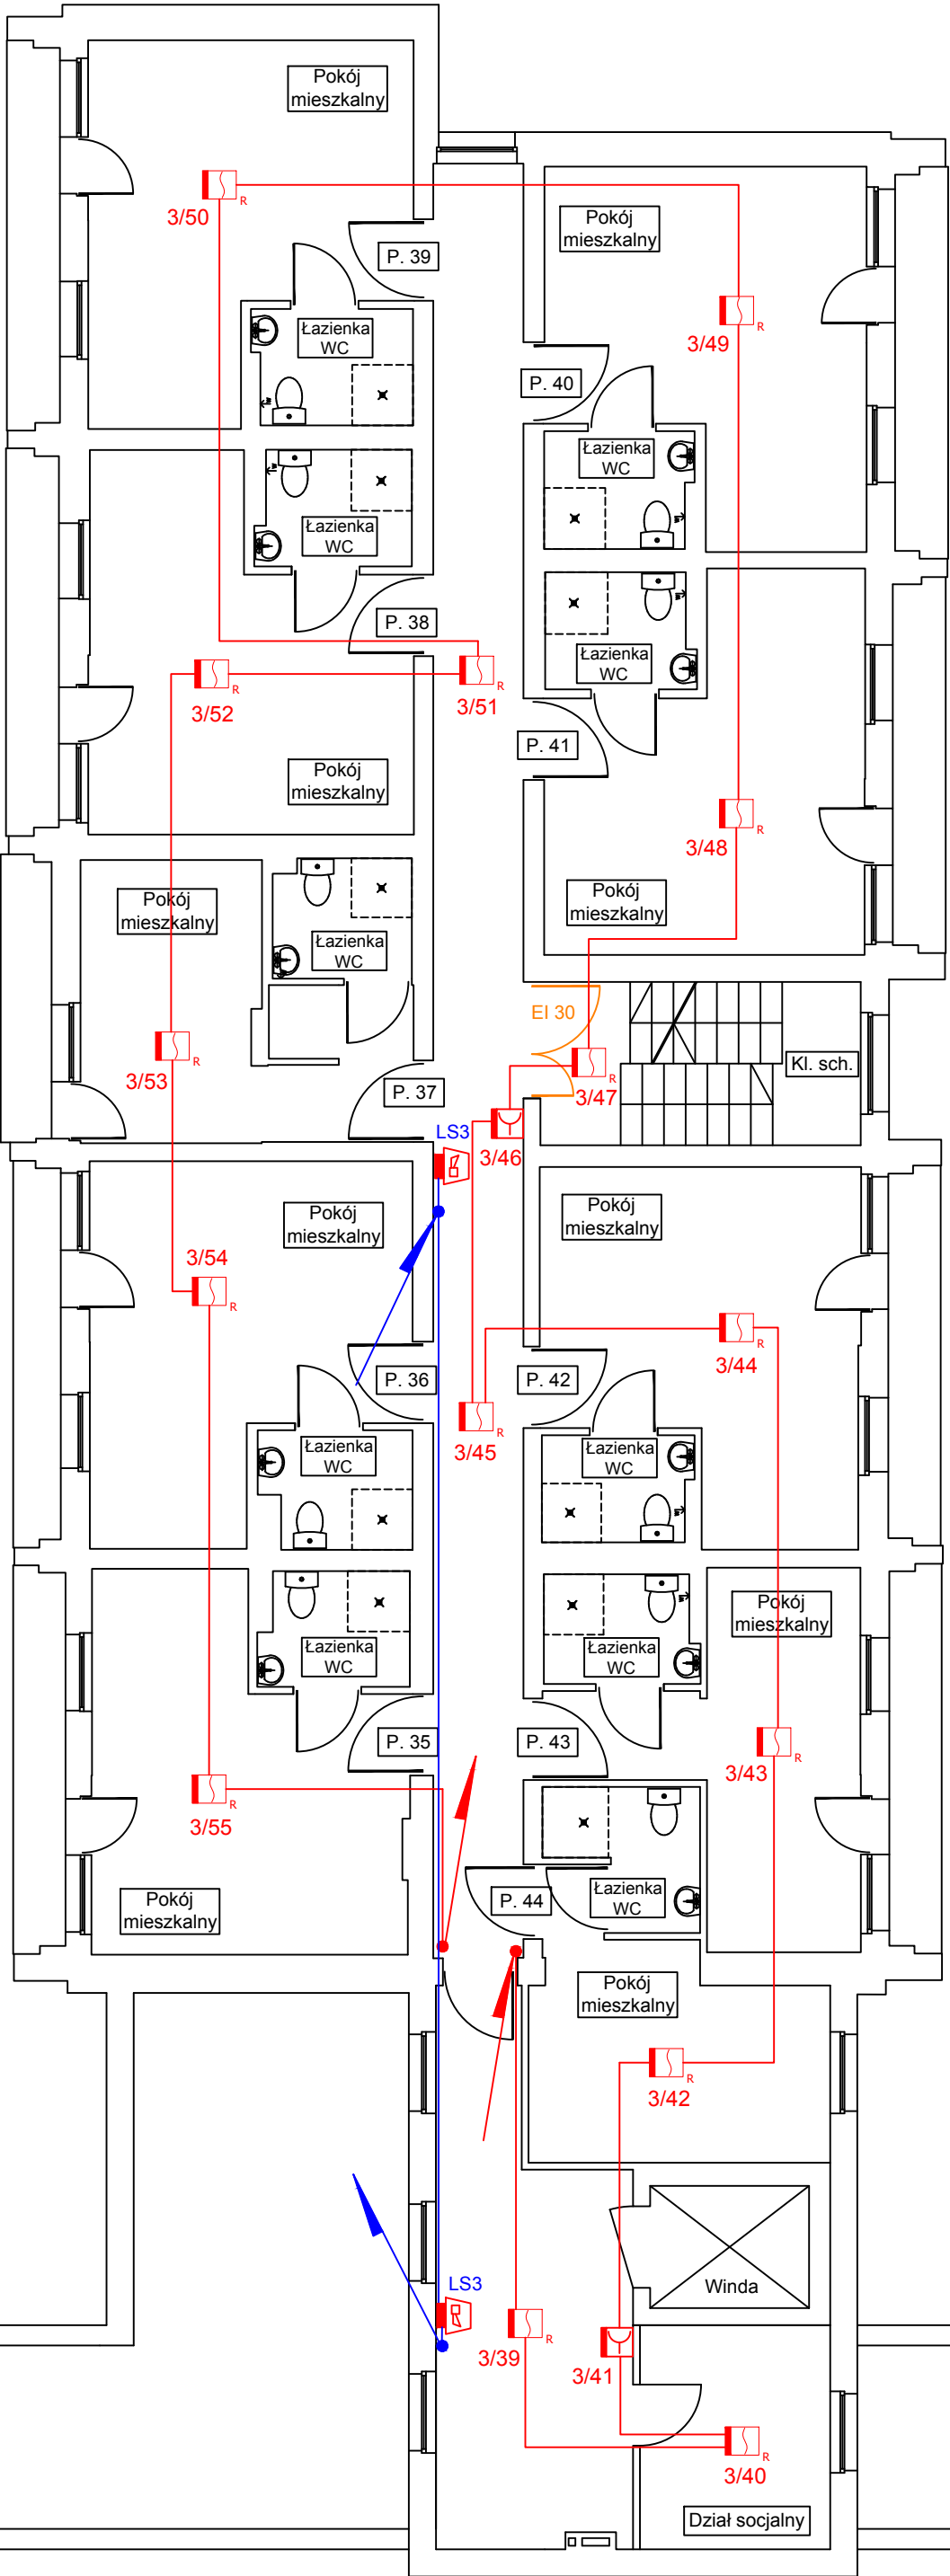 Pokój
mieszkalny
R
3/50
Pokój
mieszkalny
P. 39
Łazienka
WC
R
3/49
P. 40
Łazienka
WC
Łazienka
WC
P. 38
Łazienka
WC
R
3/52
R
3/51
P. 41
Pokój
mieszkalny
R
3/48
Pokój
mieszkalny
Pokój
mieszkalny
Łazienka
WC
EI 30
Kl. sch.
R
3/53
R
3/47
P. 37
LS3
3/46
Pokój
mieszkalny
Pokój
mieszkalny
3/54
R
R
3/44
P. 36
P. 42
R
3/45
Łazienka
WC
Łazienka
WC
Pokój
mieszkalny
Łazienka
WC
Łazienka
WC
P. 35
P. 43
R
3/43
R
3/55
Pokój
mieszkalny
P. 44
Łazienka
WC
Pokój
mieszkalny
R
3/42
Winda
LS3
R
3/39
3/41
R
3/40
Dział socjalny